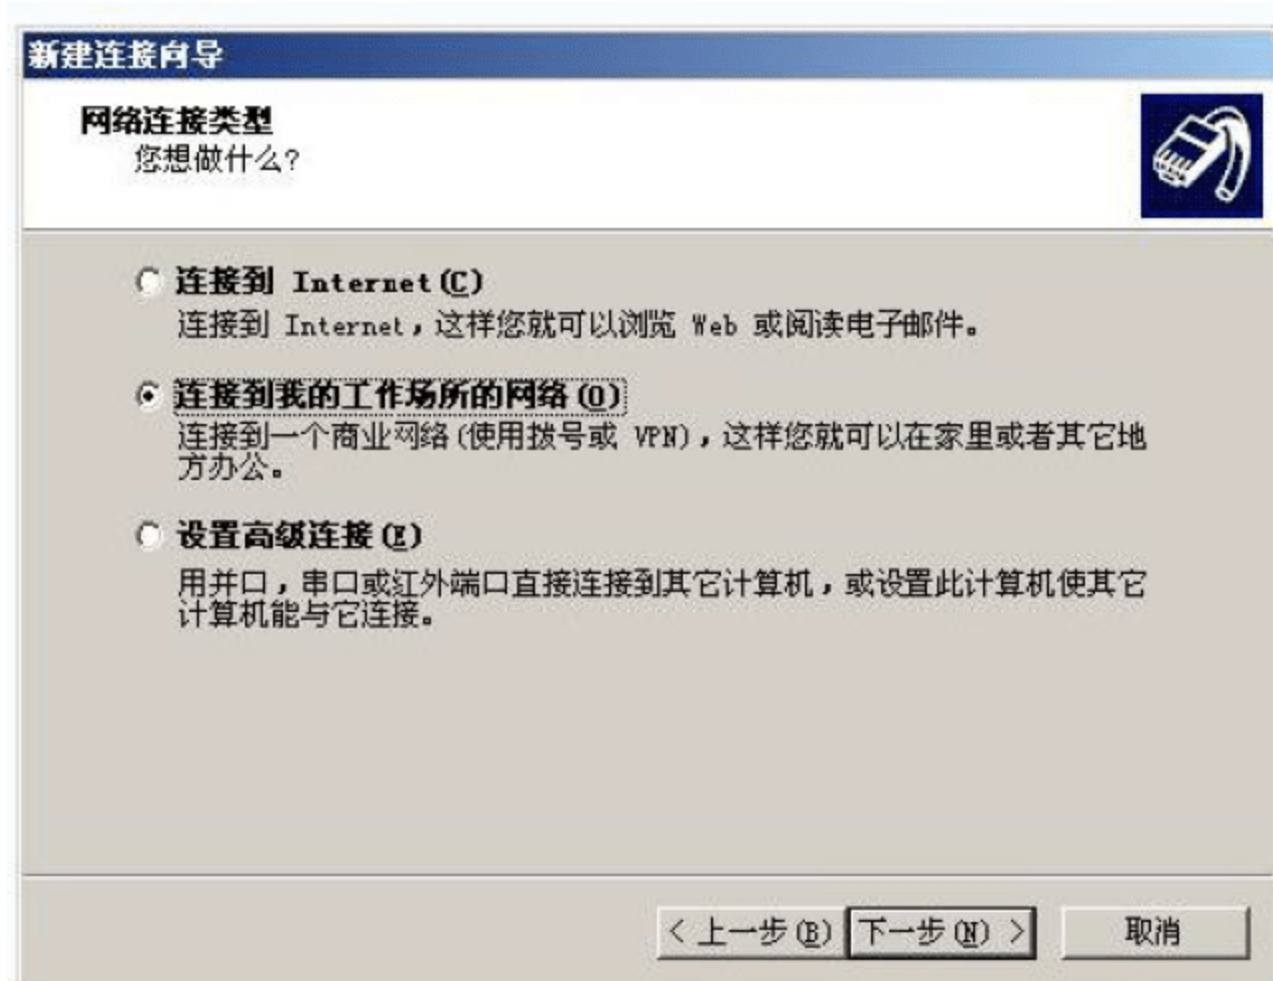 新建连接向导
网络连接类型
您想做什么?
连接到 Internet(C)
连接到 Internet，这样您就可以浏览 Web 或阅读电子邮件。
连接到我的工作场所的网络(O)
连接到一个商业网络(使用拨号或 VPN)，这样您就可以在家里或者其它地
方办公。
设置高级连接(E)
用并口，串口或红外端口直接连接到其它计算机，或设置此计算机使其它
计算机能与它连接。
< 上一步(B) 下一步(N) > 取消